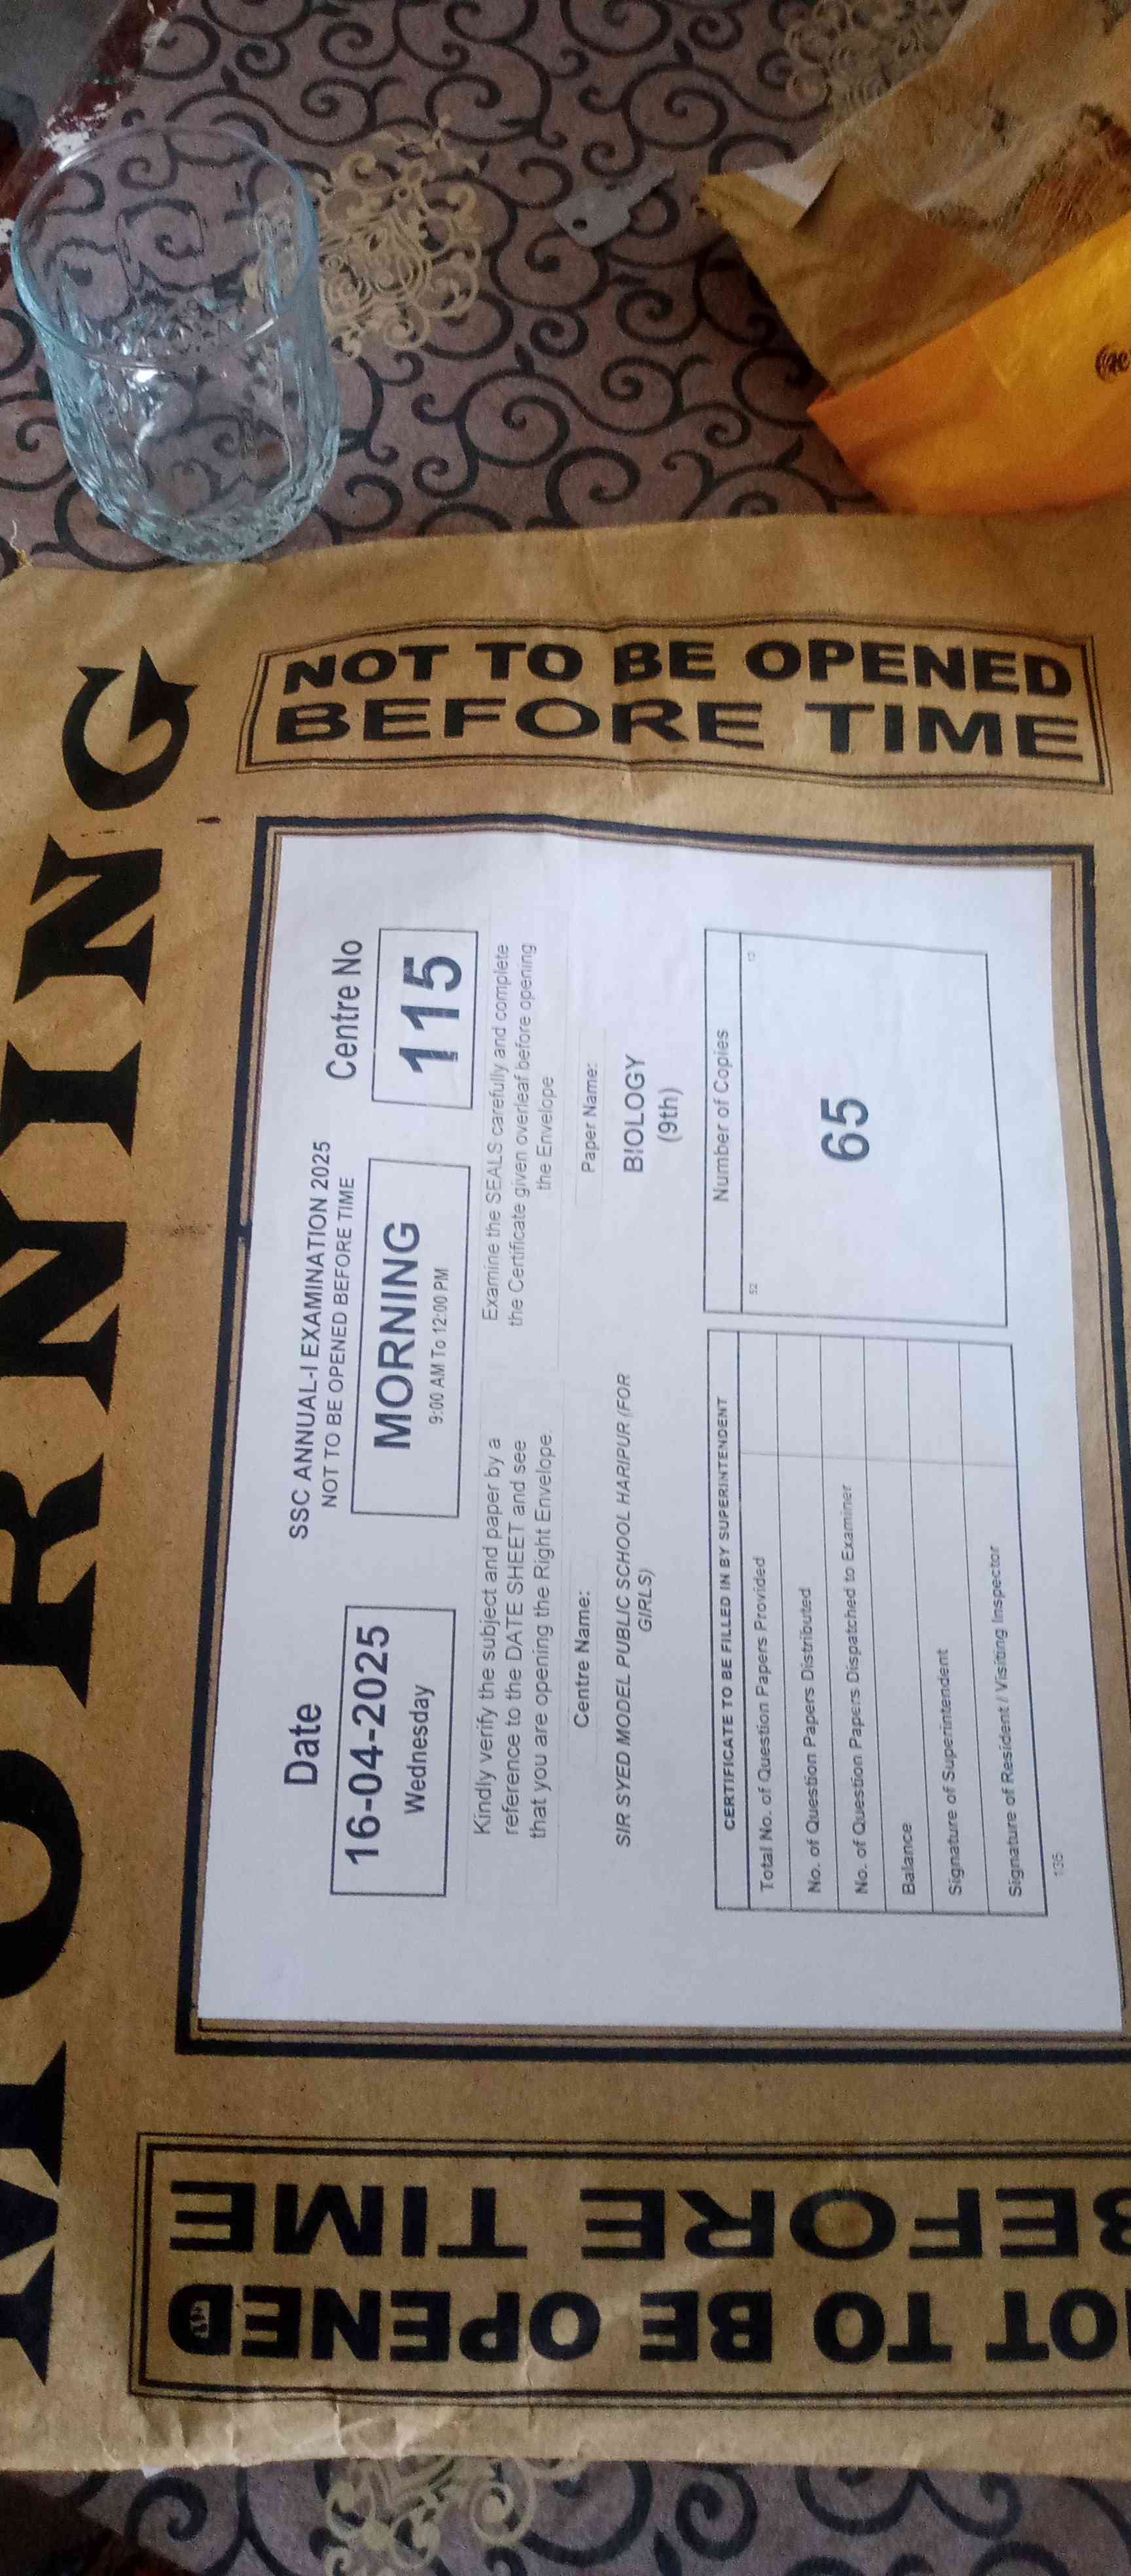 MORNING
NOT TO BE OPENED
BEFORE TIME
Date
16-04-2025
Wednesday
SSC ANNUAL-I EXAMINATION 2025
NOT TO BE OPENED BEFORE TIME
MORNING
9:00 AM To 12:00 PM
Centre No
115
Kindly verify the subject and paper by a
reference to the DATE SHEET and see
that you are opening the Right Envelope.
Examine the SEALS carefully and complete
the Certificate given overleaf before opening
the Envelope
Centre Name:
SIR SYED MODEL PUBLIC SCHOOL HARIPUR (FOR
GIRLS)
Paper Name:
BIOLOGY
(9th)
CERTIFICATE TO BE FILLED IN BY SUPERINTENDENT
Total No. of Question Papers Provided
No. of Question Papers Distributed
No. of Question Papers Dispatched to Examiner
Balance
Signature of Superintendent
Signature of Resident / Visiting Inspector
Number of Copies
52
13
65
135
OT TO BE OPENED
BEFORE TIME